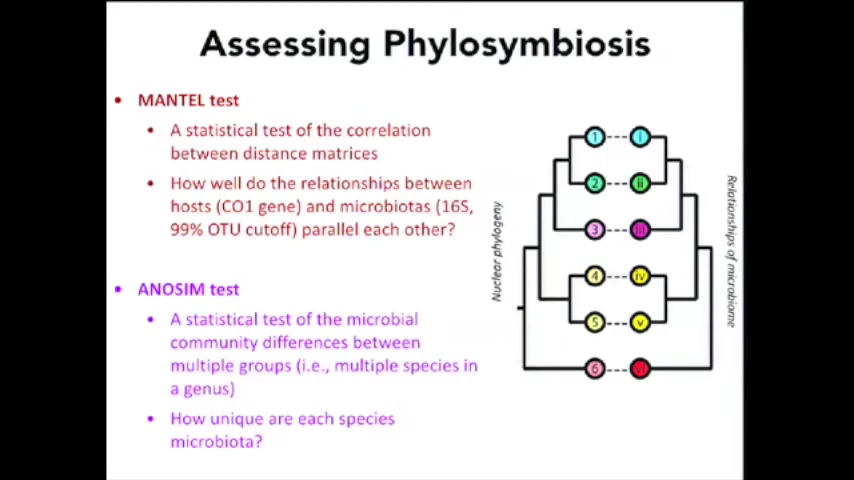 Assessing Phylosymbiosis
• MANTEL test
• A statistical test of the correlation
between distance matrices
• How well do the relationships between
hosts (CO1 gene) and microbiotas (16S,
99% OTU cutoff) parallel each other?
• ANOSIM test
• A statistical test of the microbial
community differences between
multiple groups (i.e., multiple species in
a genus)
• How unique are each species
microbiota?
Nuclear phylogeny
1 i
2 ii
3 iii
4 iv
5 v
6 vi
Relationships of microbiome